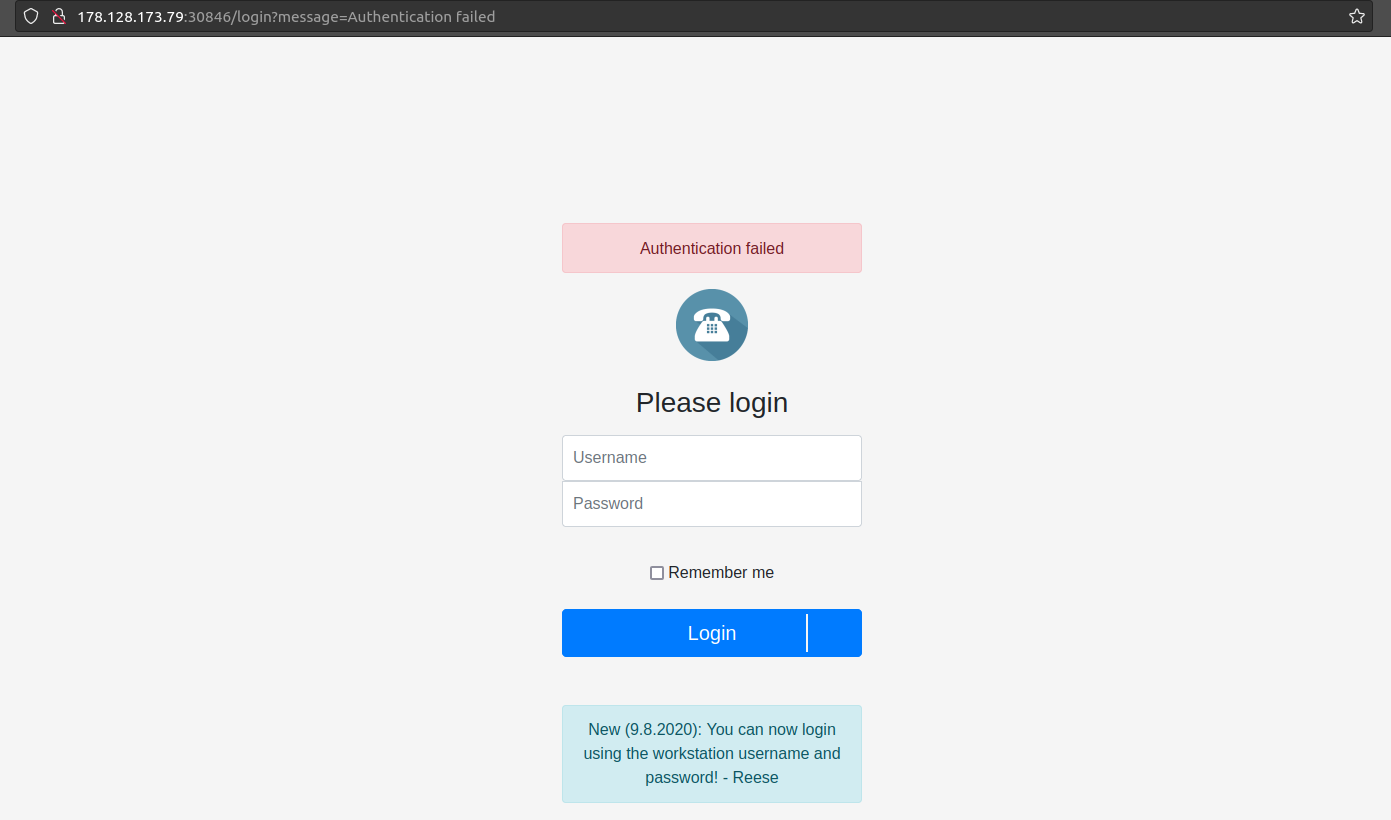 178.128.173.79:30846/login?message=Authentication failed
Authentication failed
Please login
Username
Password
Remember me
Login
New (9.8.2020): You can now login
using the workstation username and
password! - Reese